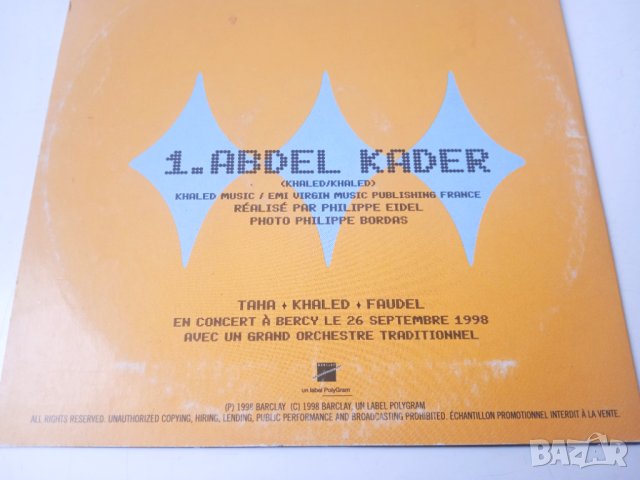 1. ABDEL KADER
(KHALED/KHALED)
KHALED MUSIC / EMI VIRGIN MUSIC PUBLISHING FRANCE
RÉALISÉ PAR PHILIPPE EIDEL
PHOTO PHILIPPE BORDAS
TAHA ✦ KHALED ✦ FAUDEL
EN CONCERT À BERCY LE 26 SEPTEMBRE 1998
AVEC UN GRAND ORCHESTRE TRADITIONNEL
BARCLAY
un label PolyGram
(P) 1998 BARCLAY (C) 1998 BARCLAY, UN LABEL POLYGRAM
ALL RIGHTS RESERVED. UNAUTHORIZED COPYING, HIRING, LENDING, PUBLIC PERFORMANCE AND BROADCASTING PROHIBITED. ÉCHANTILLON PROMOTIONNEL INTERDIT À LA VENTE.
BAZAR